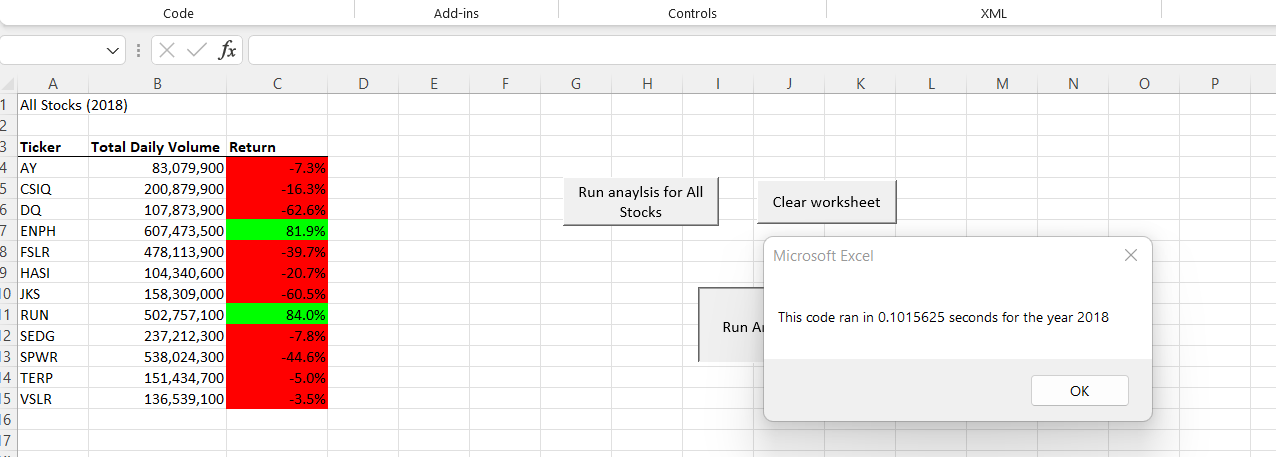 Code Add-ins Controls XML
fx
A B C D E F G H I J K L M N O P
1 All Stocks (2018)
2
3 Ticker Total Daily Volume Return
4 AY 83,079,900 -7.3%
5 CSIQ 200,879,900 -16.3%
6 DQ 107,873,900 -62.6%
7 ENPH 607,473,500 81.9%
8 FSLR 478,113,900 -39.7%
9 HASI 104,340,600 -20.7%
10 JKS 158,309,000 -60.5%
11 RUN 502,757,100 84.0%
12 SEDG 237,212,300 -7.8%
13 SPWR 538,024,300 -44.6%
14 TERP 151,434,700 -5.0%
15 VSLR 136,539,100 -3.5%
16
17
Run anaylsis for All
Stocks
Clear worksheet
Run
Microsoft Excel
This code ran in 0.1015625 seconds for the year 2018
OK